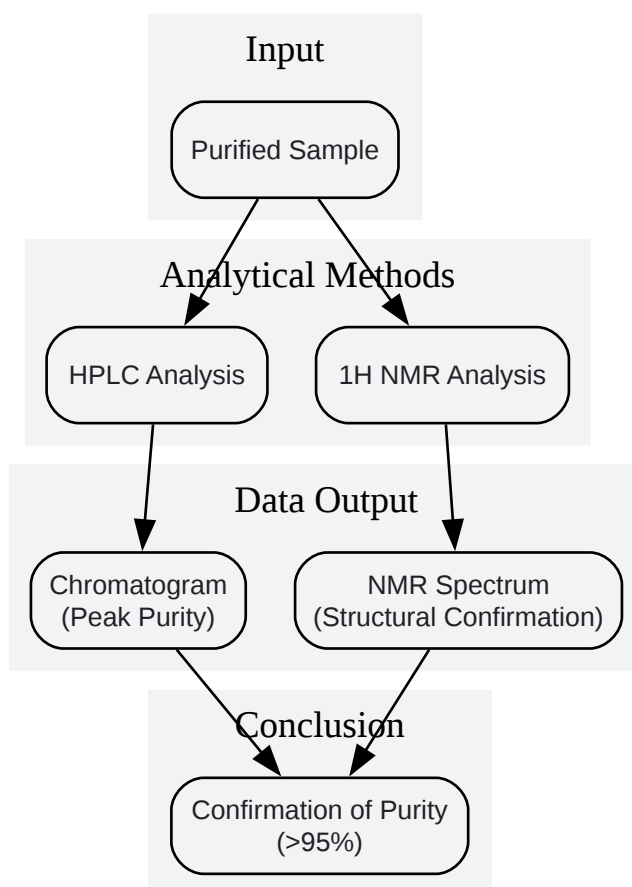 Input
Purified Sample
Analytical Methods
HPLC Analysis
1H NMR Analysis
Data Output
Chromatogram
(Peak Purity)
NMR Spectrum
(Structural Confirmation)
Conclusion
Confirmation of Purity
(>95%)